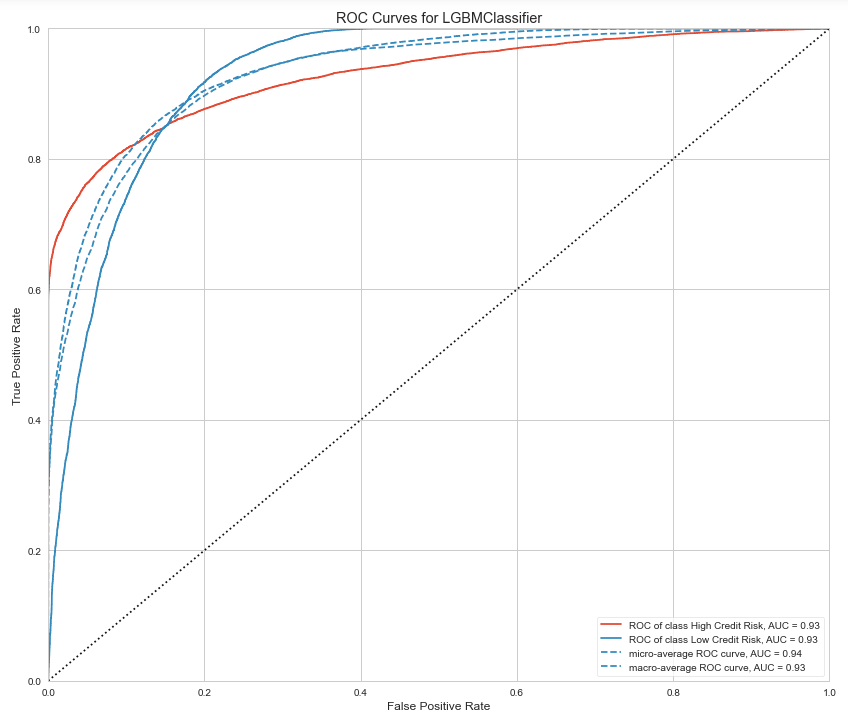 ROC Curves for LGBMClassifier
True Positive Rate
1.0
0.8
0.6
0.4
0.2
0.0
0.0 0.2 0.4 0.6 0.8 1.0
False Positive Rate
ROC of class High Credit Risk, AUC = 0.93
ROC of class Low Credit Risk, AUC = 0.93
micro-average ROC curve, AUC = 0.94
macro-average ROC curve, AUC = 0.93